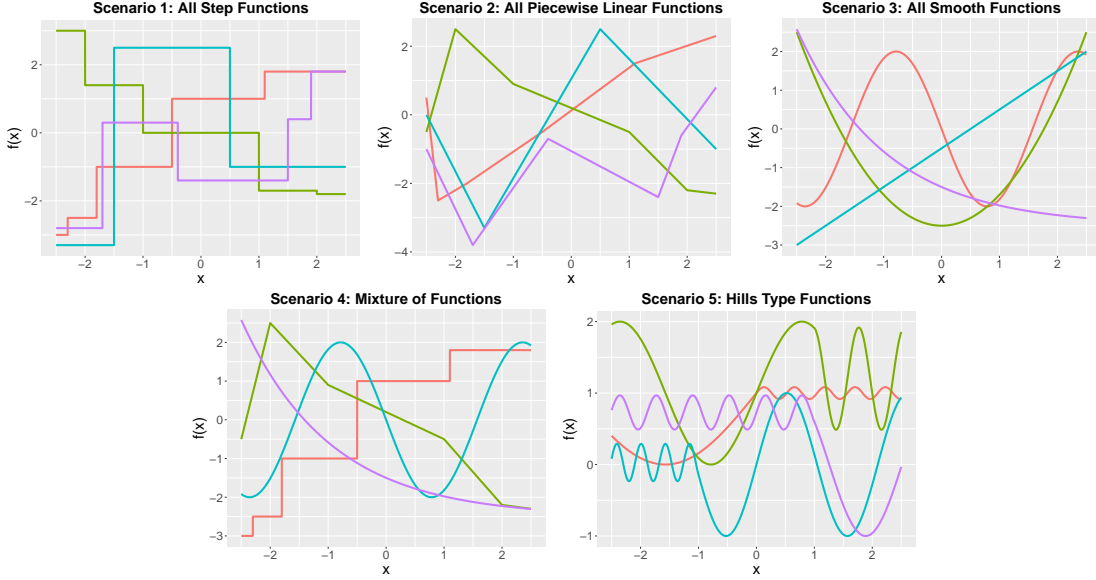 Scenario 1: All Step Functions
2
0
−2
f(x)
−2 −1 0 1 2
x
Scenario 2: All Piecewise Linear Functions
2
0
−2
−4
f(x)
−2 −1 0 1 2
x
Scenario 3: All Smooth Functions
2
1
0
−1
−2
−3
f(x)
−2 −1 0 1 2
x
Scenario 4: Mixture of Functions
2
1
0
−1
−2
−3
f(x)
−2 −1 0 1 2
x
Scenario 5: Hills Type Functions
2
1
0
−1
f(x)
−2 −1 0 1 2
x